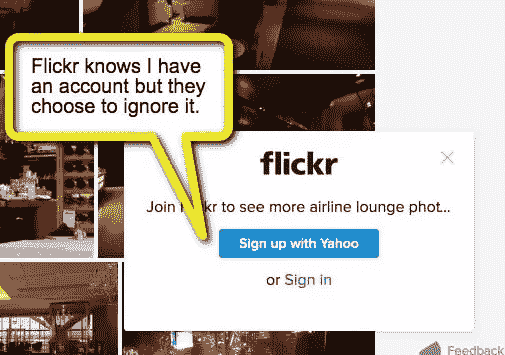 Flickr knows I have
an account but they
choose to ignore it.
flickr
Join flickr to see more airline lounge phot...
Sign up with Yahoo
or Sign in
Feedback